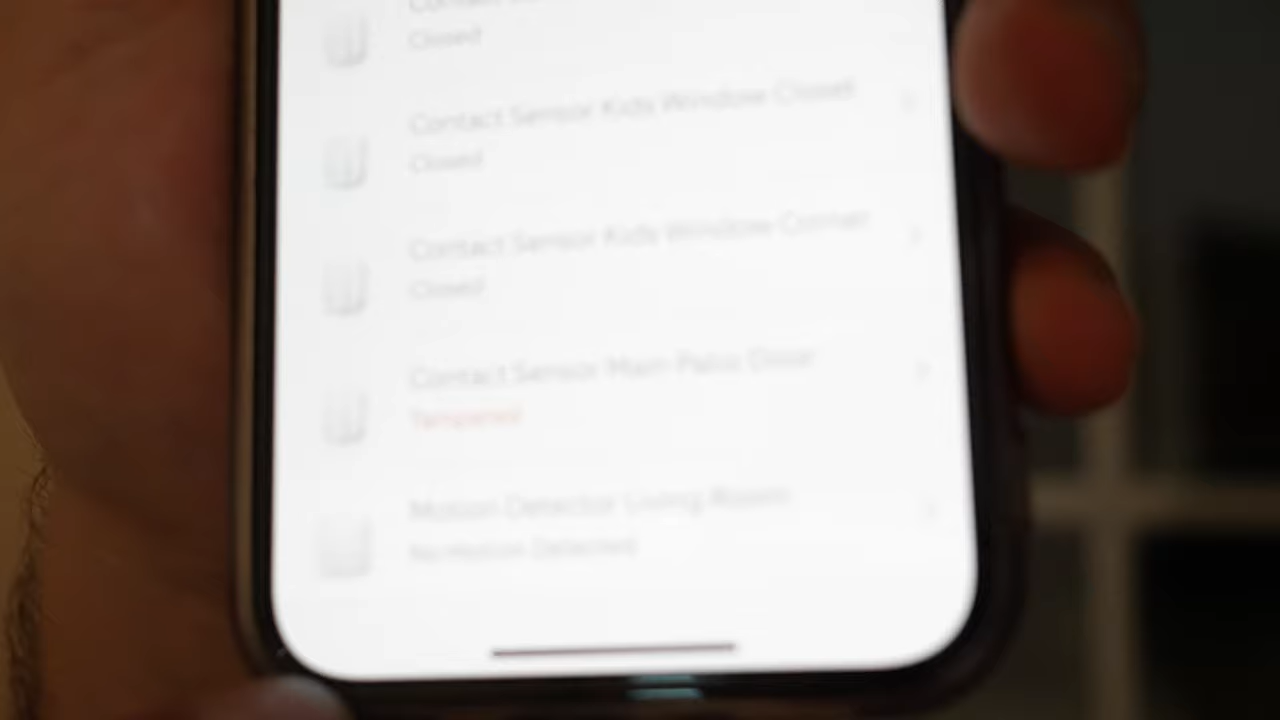 Contact
Closed
Contact Sensor Kids Window Closet
Closed
Contact Sensor Kids Window Corner
Closed
Contact Sensor Main Patio Door
Tampered
Motion Detector Living Room
No Motion Detected